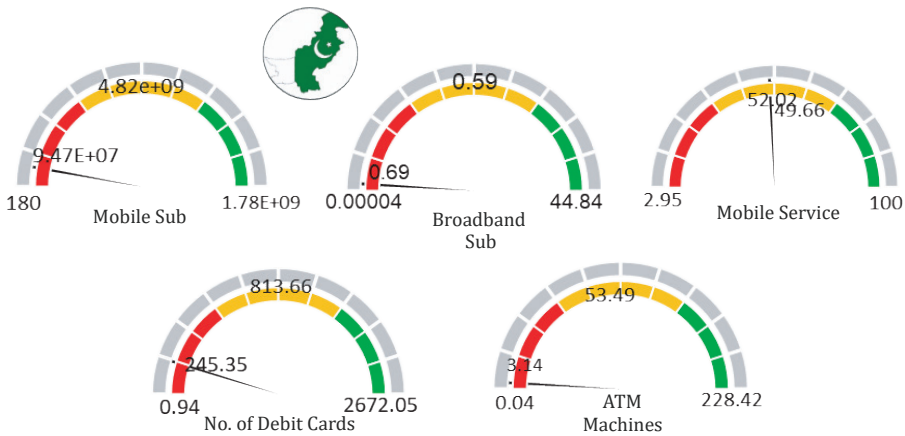 4.82e+09
9.47E+07
180
1.78E+09
Mobile Sub
0.59
0.69
0.00004
44.84
Broadband
Sub
52.02
49.66
2.95
100
Mobile Service
813.66
245.35
0.94
2672.05
No. of Debit Cards
53.49
3.14
0.04
228.42
ATM
Machines